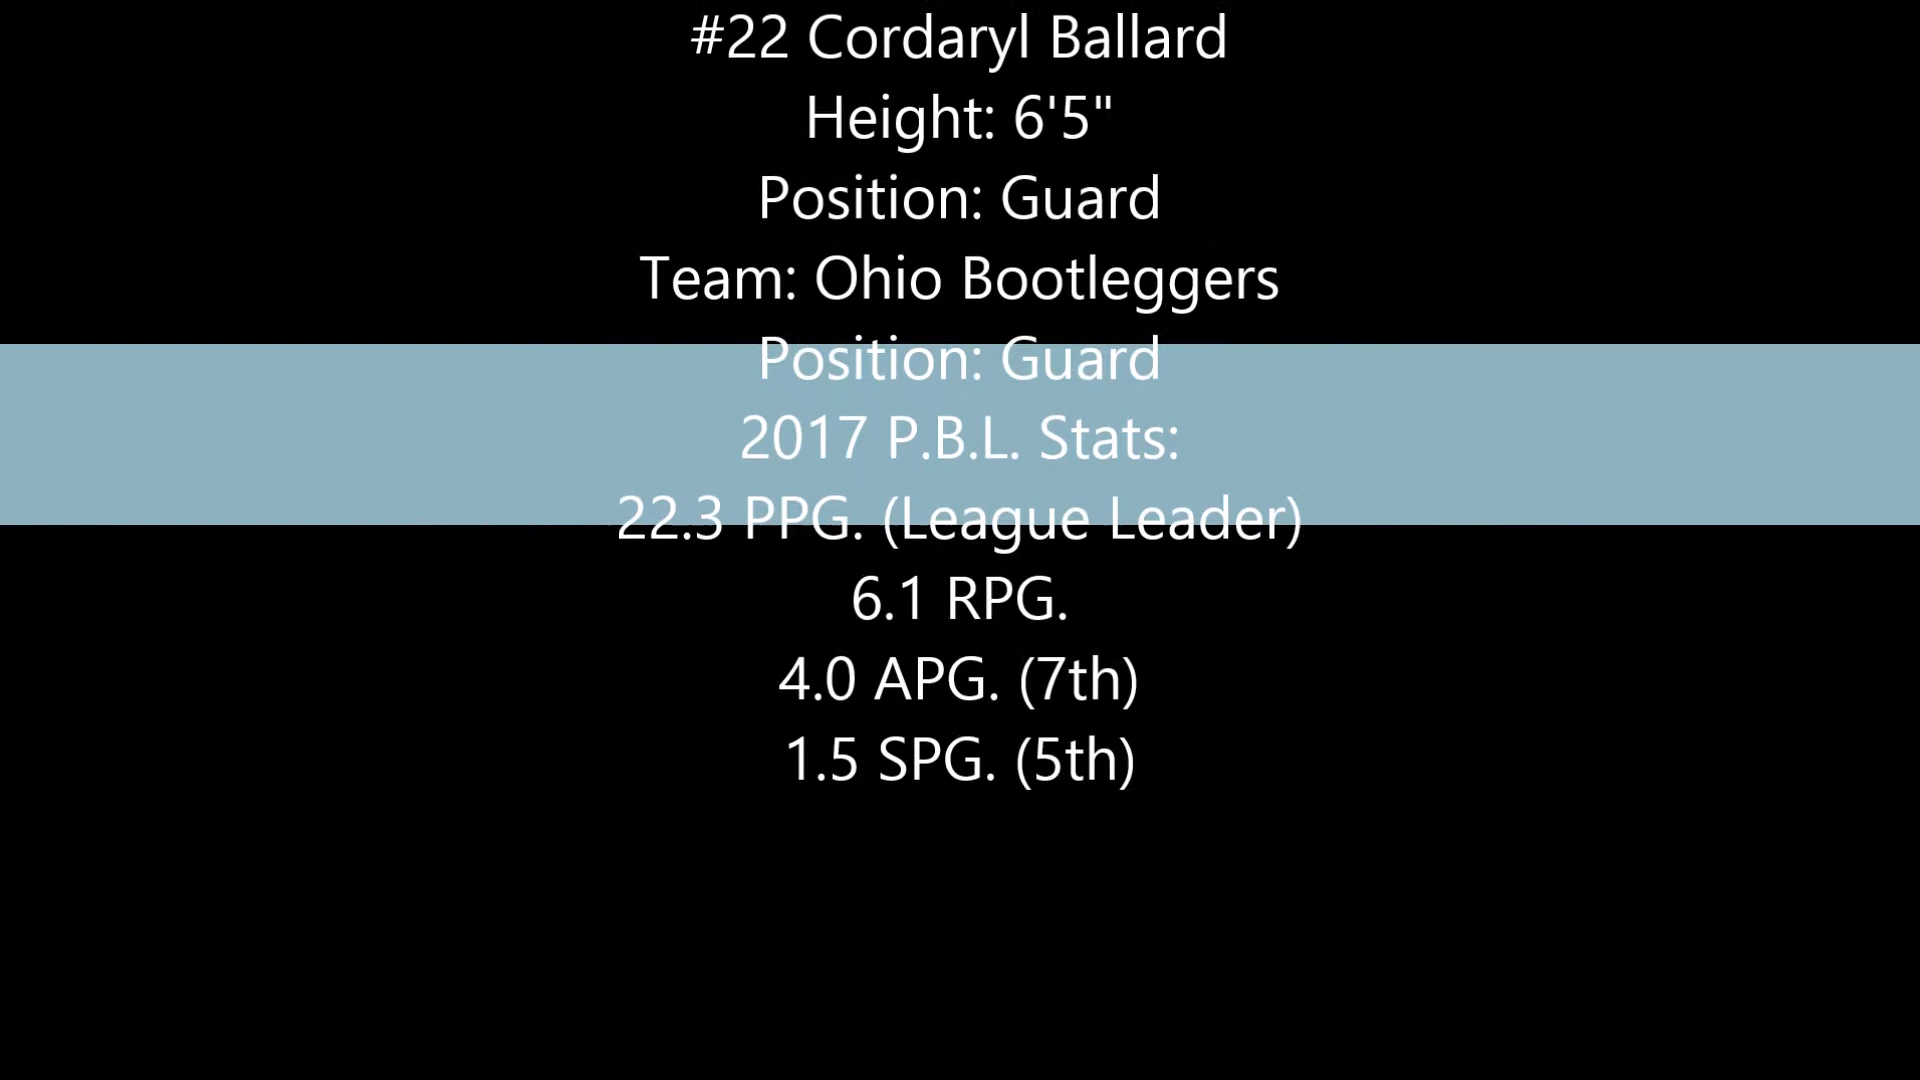 #22 Cordaryl Ballard
Height: 6'5"
Position: Guard
Team: Ohio Bootleggers
Position: Guard
2017 P.B.L. Stats:
22.3 PPG. (League Leader)
6.1 RPG.
4.0 APG. (7th)
1.5 SPG. (5th)